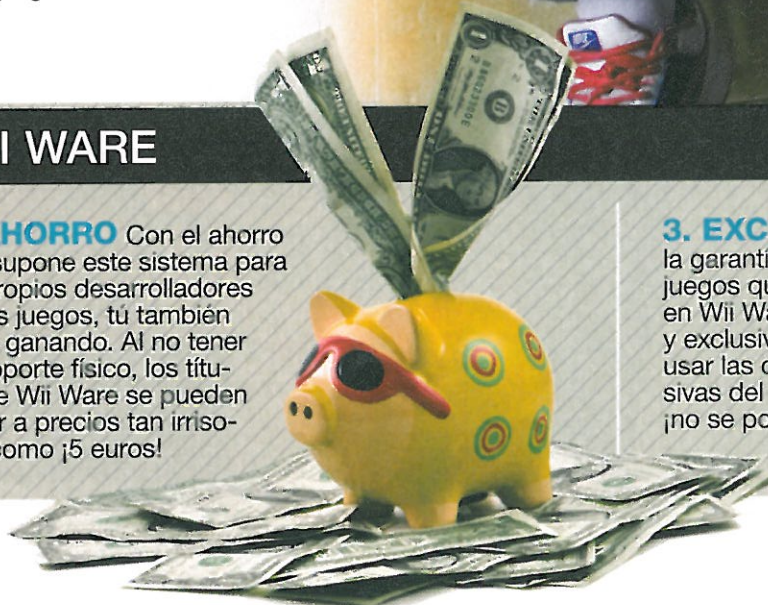 I WARE
HORRO Con el ahorro
supone este sistema para
ropios desarrolladores
s juegos, tú también
ganando. Al no tener
porte físico, los títu-
e Wii Ware se pueden
r a precios tan irriso-
como ¡5 euros!
3. EXC
la garantí
juegos qu
en Wii Wa
y exclusiv
usar las c
sivas del
¡no se po